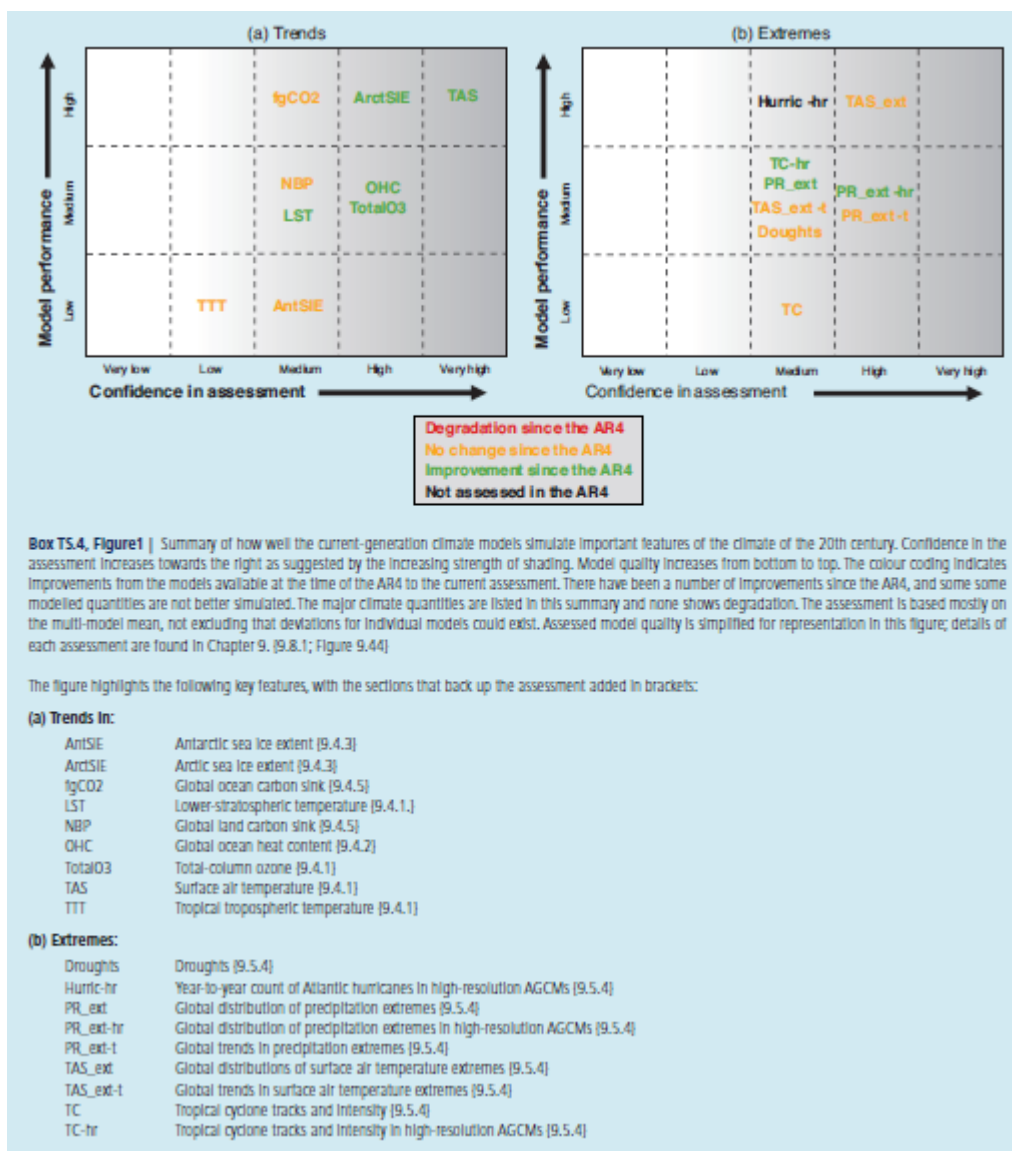 (a) Trends
(b) Extremes
Model performance
High
Medium
Low
fgCO2
ArctSIE
TAS
NBP
LST
OHC
TotalO3
TTT
AntSIE
Very low
Low
Medium
High
Very high
Confidence in assessment
Model performance
High
Medium
Low
Hurric -hr
TAS_ext
TC-hr
PR_ext
TAS_ext -t
Doughts
PR_ext -hr
PR_ext-t
TC
Very low
Low
Medium
High
Very high
Confidence in assessment
Degradation since the AR4
No change since the AR4
Improvement since the AR4
Not assessed in the AR4
Box TS.4, Figure1 | Summary of how well the current-generation climate models simulate important features of the climate of the 20th century. Confidence in the
assessment increases towards the right as suggested by the increasing strength of shading. Model quality increases from bottom to top. The colour coding indicates
improvements from the models available at the time of the AR4 to the current assessment. There have been a number of improvements since the AR4, and some some
modelled quantities are not better simulated. The major climate quantities are listed in this summary and none shows degradation. The assessment is based mostly on
the multi-model mean, not excluding that deviations for individual models could exist. Assessed model quality is simplified for representation in this figure; details of
each assessment are found in Chapter 9. {9.8.1; Figure 9.44}
The figure highlights the following key features, with the sections that back up the assessment added in brackets:
(a) Trends in:
AntSIE Antarctic sea ice extent {9.4.3}
ArctSIE Arctic sea ice extent {9.4.3}
fgCO2 Global ocean carbon sink {9.4.5}
LST Lower-stratospheric temperature {9.4.1.}
NBP Global land carbon sink {9.4.5}
OHC Global ocean heat content {9.4.2}
TotalO3 Total-column ozone {9.4.1}
TAS Surface air temperature {9.4.1}
TTT Tropical tropospheric temperature {9.4.1}
(b) Extremes:
Droughts Droughts {9.5.4}
Hurric-hr Year-to-year count of Atlantic hurricanes in high-resolution AGCMs {9.5.4}
PR_ext Global distribution of precipitation extremes {9.5.4}
PR_ext-hr Global distribution of precipitation extremes in high-resolution AGCMs {9.5.4}
PR_ext-t Global trends in precipitation extremes {9.5.4}
TAS_ext Global distributions of surface air temperature extremes {9.5.4}
TAS_ext-t Global trends in surface air temperature extremes {9.5.4}
TC Tropical cyclone tracks and intensity {9.5.4}
TC-hr Tropical cyclone tracks and intensity in high-resolution AGCMs {9.5.4}